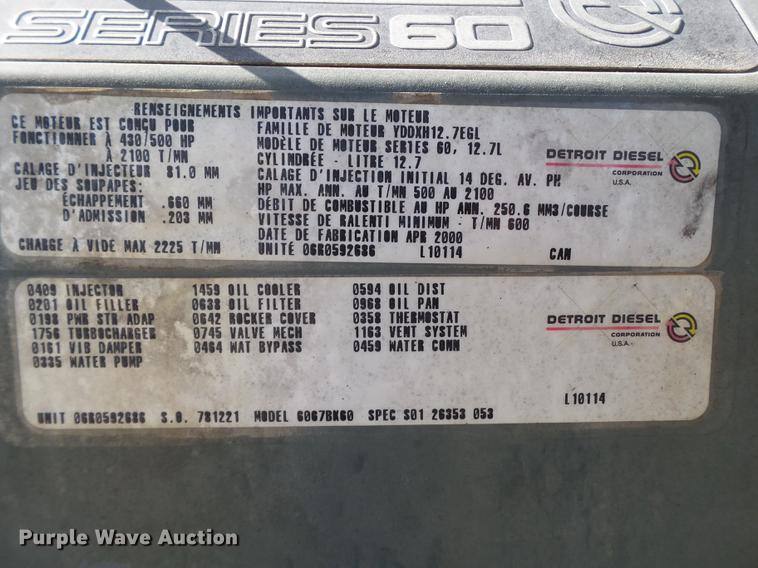 SERIES 60
RENSEIGNEMENTS IMPORTANTS SUR LE MOTEUR
CE MOTEUR EST CONÇU POUR
FONCTIONNER À 430/500 HP
À 2100 T/MN
CALAGE D'INJECTEUR 81.0 MM
JEU DES SOUPAPES:
ÉCHAPPEMENT .660 MM
D'ADMISSION .203 MM
CHARGE À VIDE MAX 2225 T/MN
FAMILLE DE MOTEUR YDDXH12.7EGL
MODÈLE DE MOTEUR SERIES 60, 12.7L
CYLINDRÉE - LITRE 12.7
CALAGE D'INJECTION INITIAL 14 DEG. AV. PH
HP MAX. ANN. AU T/MN 500 AU 2100
DÉBIT DE COMBUSTIBLE AU HP ANN. 250.6 MM3/COURSE
VITESSE DE RALENTI MINIMUM - T/MN 600
DATE DE FABRICATION APR 2000
UNITÉ 06R0592686 L10114 CAN
DETROIT DIESEL
CORPORATION
U.S.A.
0409 INJECTOR 1459 OIL COOLER 0594 OIL DIST
0201 OIL FILLER 0638 OIL FILTER 0968 OIL PAN
0198 PWR STR ADAP 0642 ROCKER COVER 0358 THERMOSTAT
1756 TURBOCHARGER 0745 VALVE MECH 1163 VENT SYSTEM
0161 VIB DAMPER 0464 WAT BYPASS 0459 WATER CONN
0335 WATER PUMP
DETROIT DIESEL
CORPORATION
U.S.A.
L10114
UNIT 06R0592686 S.O. 781221 MODEL 6067BK60 SPEC S01 26353 053
Purple Wave Auction